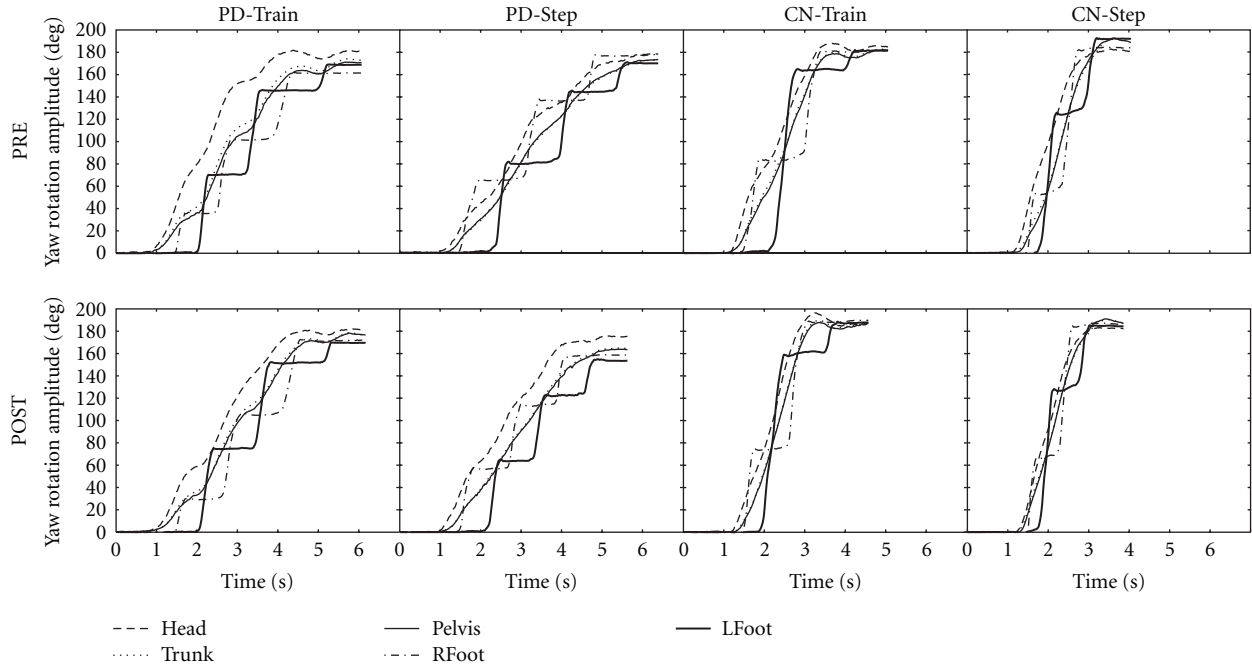 PD-Train PD-Step CN-Train CN-Step
PRE
Yaw rotation amplitude (deg)
200
180
160
140
120
100
80
60
40
20
0
POST
Yaw rotation amplitude (deg)
200
180
160
140
120
100
80
60
40
20
0
0 1 2 3 4 5 6 0 1 2 3 4 5 6 0 1 2 3 4 5 6 0 1 2 3 4 5 6
Time (s) Time (s) Time (s) Time (s)
Head Pelvis LFoot
Trunk RFoot